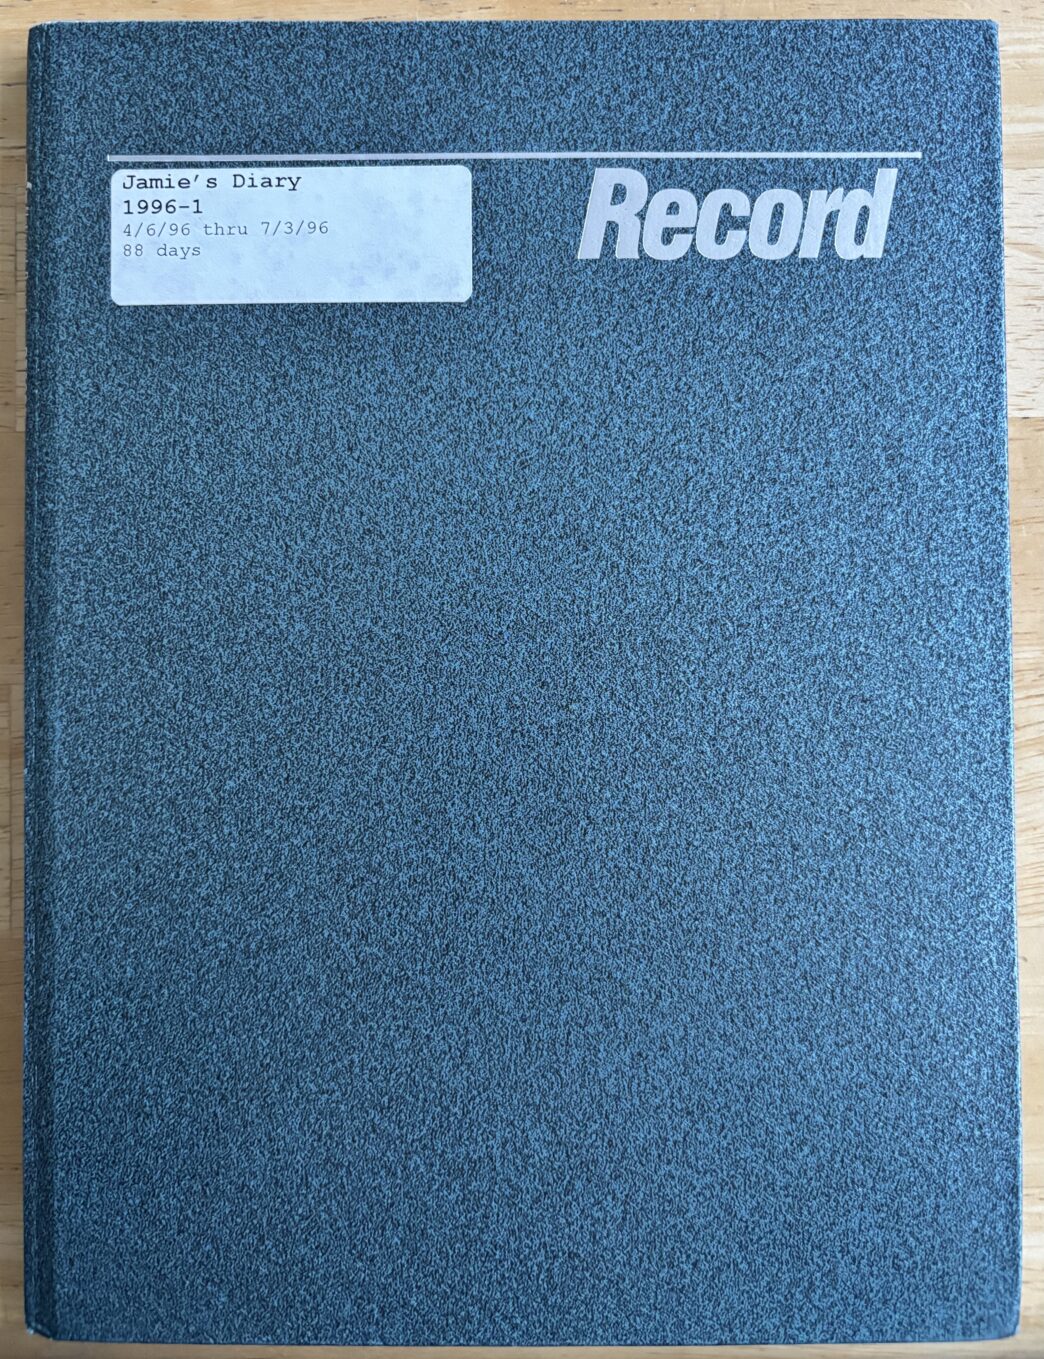 Jamie's Diary
1996-1
4/6/96 thru 7/3/96
88 days
Record